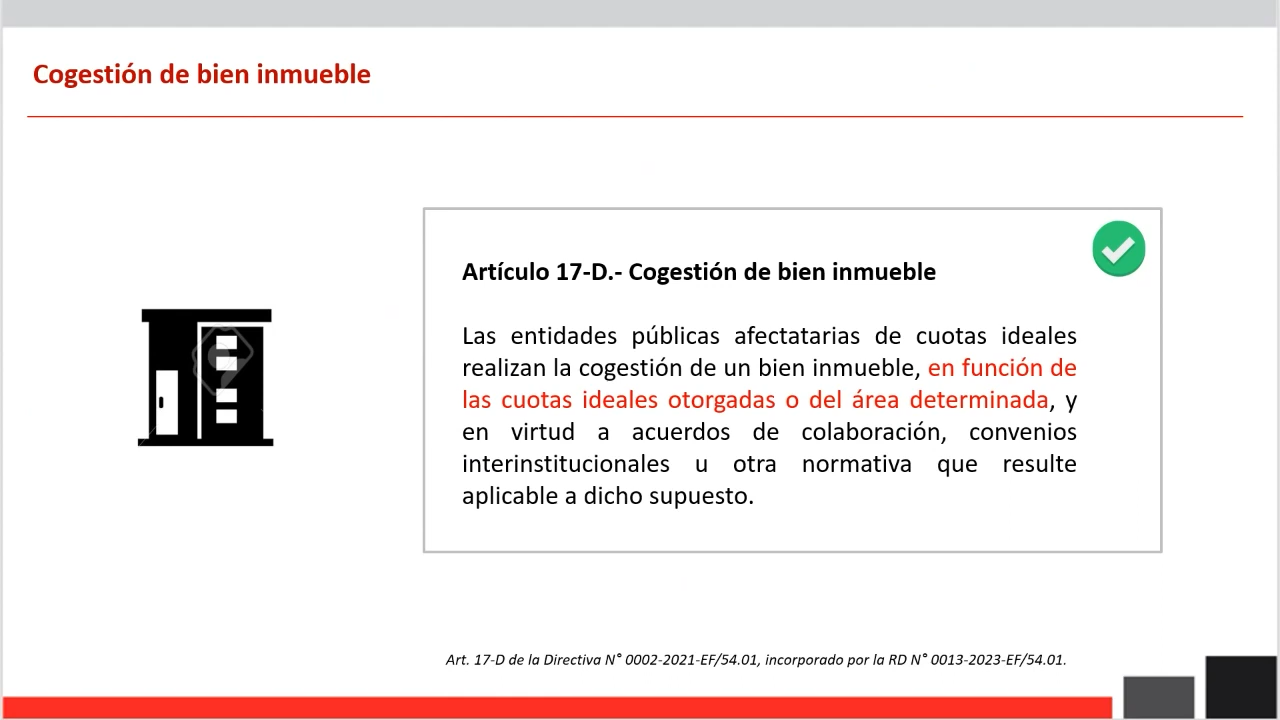 Cogestión de bien inmueble
Artículo 17-D.- Cogestión de bien inmueble
Las entidades públicas afectatarias de cuotas ideales
realizan la cogestión de un bien inmueble, en función de
las cuotas ideales otorgadas o del área determinada, y
en virtud a acuerdos de colaboración, convenios
interinstitucionales u otra normativa que resulte
aplicable a dicho supuesto.
Art. 17-D de la Directiva N° 0002-2021-EF/54.01, incorporado por la RD N° 0013-2023-EF/54.01.